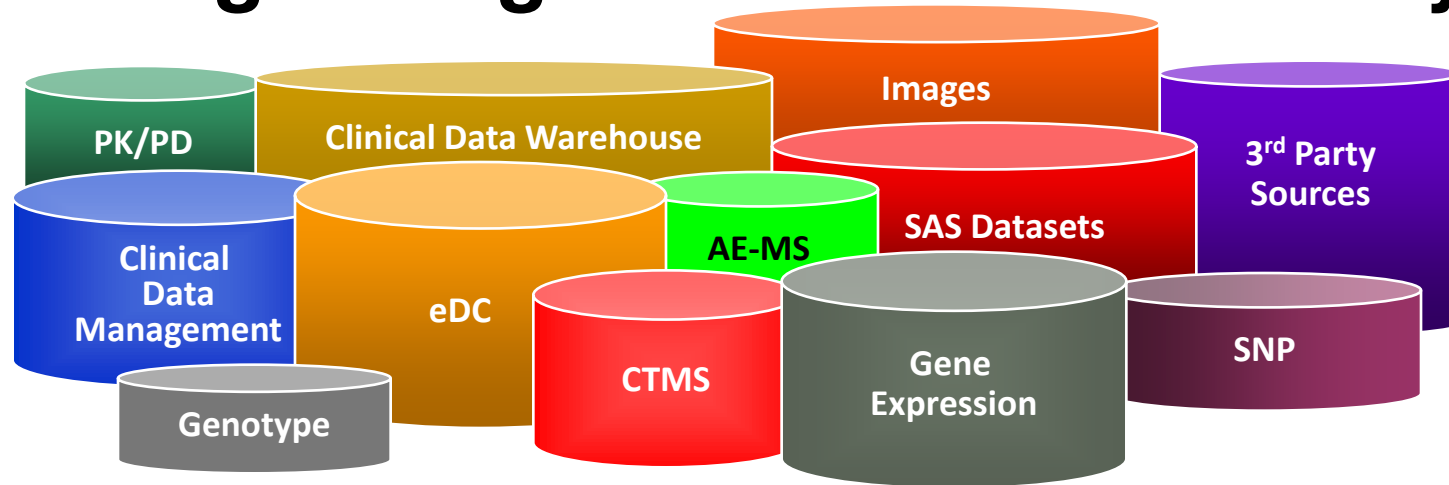 Images
PK/PD
Clinical Data Warehouse
3rd Party
Sources
SAS Datasets
AE-MS
Clinical
Data
Management
eDC
CTMS
Gene
Expression
SNP
Genotype